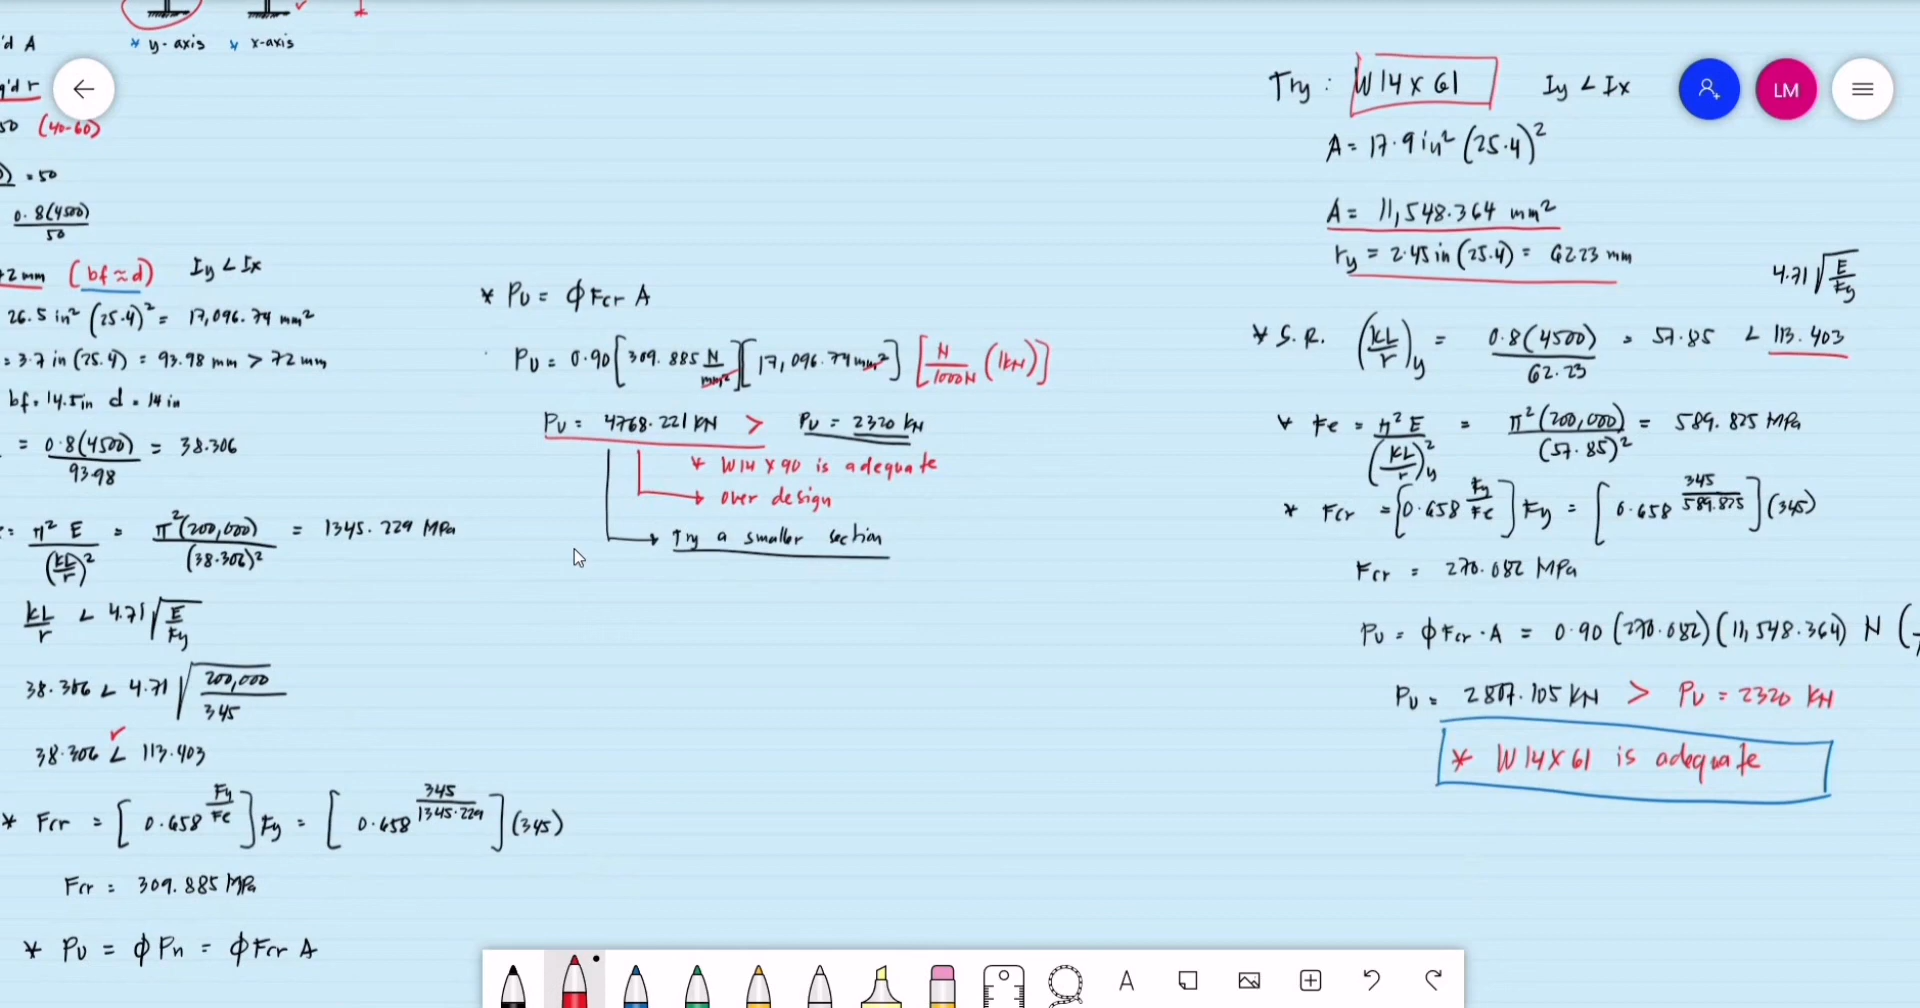 'd A
* y-axis * x-axis
q'd r
50 (40-60)
= 50
0.8(4500)
50
72 mm (bf ≈ d) Iy < Ix
26.5 in² (25.4)² = 17,096.74 mm²
= 3.7 in (25.4) = 93.98 mm > 72 mm
bf = 14.5 in d = 14 in
= 0.8(4500) / 93.98 = 38.306
= π² E / (kL/r)² = π²(200,000) / (38.306)² = 1345.229 MPa
kL/r < 4.71 √(E/Fy)
38.306 < 4.71 √(200,000/345)
38.306 < 113.403
* Fcr = [0.658^(Fy/Fe)] Fy = [0.658^(345/1345.229)] (345)
Fcr = 309.885 MPa
* PU = ϕPn = ϕFcr A
* PU = ϕFcr A
PU = 0.90 [309.885 N/mm²][17,096.74 mm²] [N/1000N (1kN)]
PU = 4768.221 kN > PU = 2320 kN
* W14 x 90 is adequate
over design
Try a smaller section
Try : W14 x 61 Iy < Ix
A = 17.9 in² (25.4)²
A = 11,548.364 mm²
ry = 2.45 in (25.4) = 62.23 mm
4.71 √(E/Fy)
* S.R. (kL/r)y = 0.8(4500) / 62.23 = 57.85 < 113.403
* Fe = π² E / (kL/r)²y = π²(200,000) / (57.85)² = 589.825 MPa
* Fcr = [0.658^(Fy/Fe)] Fy = [0.658^(345/589.825)] (345)
Fcr = 270.082 MPa
PU = ϕFcr · A = 0.90 (270.082)(11,548.364) N (
PU = 2807.105 kN > PU = 2320 kN
* W14x61 is adequate
LM
A